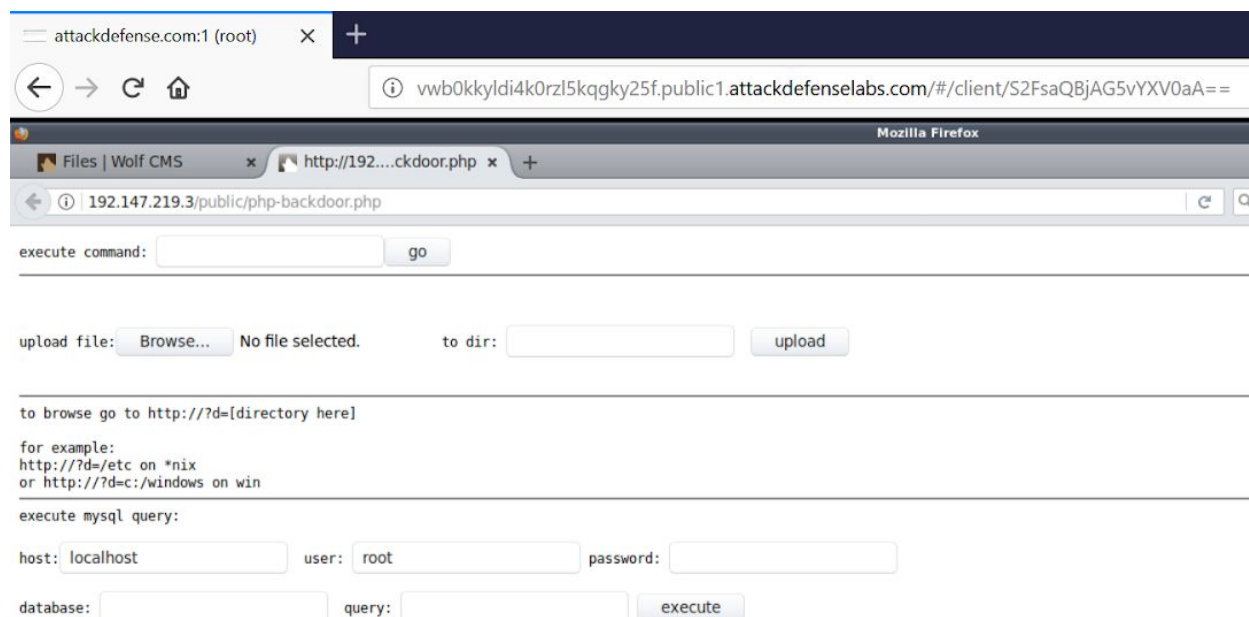 attackdefense.com:1 (root)
vwb0kkyldi4k0rzl5kqgky25f.public1.attackdefenselabs.com/#/client/S2FsaQBjAG5vYXV0aA==
Mozilla Firefox
Files | Wolf CMS
http://192....ckdoor.php
192.147.219.3/public/php-backdoor.php
execute command: go
upload file: Browse... No file selected. to dir: upload
to browse go to http://?d=[directory here]
for example:
http://?d=/etc on *nix
or http://?d=c:/windows on win
execute mysql query:
host: localhost user: root password:
database: query: execute